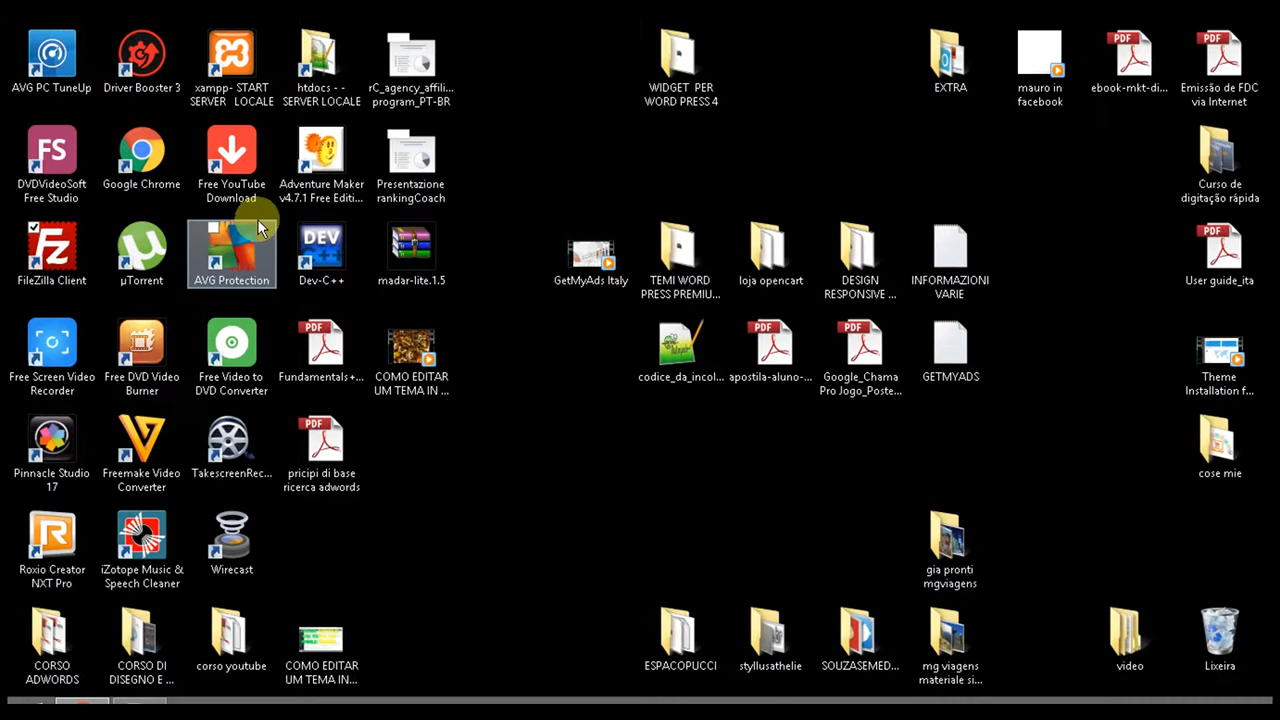 AVG PC TuneUp
Driver Booster 3
xampp- START
SERVER LOCALE
htdocs - -
SERVER LOCALE
rC_agency_affili...
program_PT-BR
WIDGET PER
WORD PRESS 4
EXTRA
mauro in
facebook
PDF
ebook-mkt-di...
PDF
Emissão de FDC
via Internet
FS
DVDVideoSoft
Free Studio
Google Chrome
Free YouTube
Download
Adventure Maker
v4.7.1 Free Editi...
Presentazione
rankingCoach
Curso de
digitação rápida
Fz
FileZilla Client
µTorrent
AVG Protection
DEV
Dev-C++
madar-lite.1.5
GetMyAds Italy
TEMI WORD
PRESS PREMIU...
loja opencart
DESIGN
RESPONSIVE ...
INFORMAZIONI
VARIE
PDF
User guide_ita
Free Screen Video
Recorder
Free DVD Video
Burner
Free Video to
DVD Converter
PDF
Fundamentals+...
COMO EDITAR
UM TEMA IN ...
codice_da_incol...
PDF
apostila-aluno-...
PDF
Google_Chama
Pro Jogo_Poste...
GETMYADS
Theme
Installation f...
Pinnacle Studio
17
Freemake Video
Converter
TakescreenRec...
PDF
pricipi di base
ricerca adwords
cose mie
R
Roxio Creator
NXT Pro
iZotope Music &
Speech Cleaner
Wirecast
gia pronti
mgviagens
CORSO
ADWORDS
CORSO DI
DISEGNO E ...
corso youtube
COMO EDITAR
UM TEMA IN...
ESPACOPUCCI
styllusathelie
SOUZASEMED...
mg viagens
materiale si...
video
Lixeira